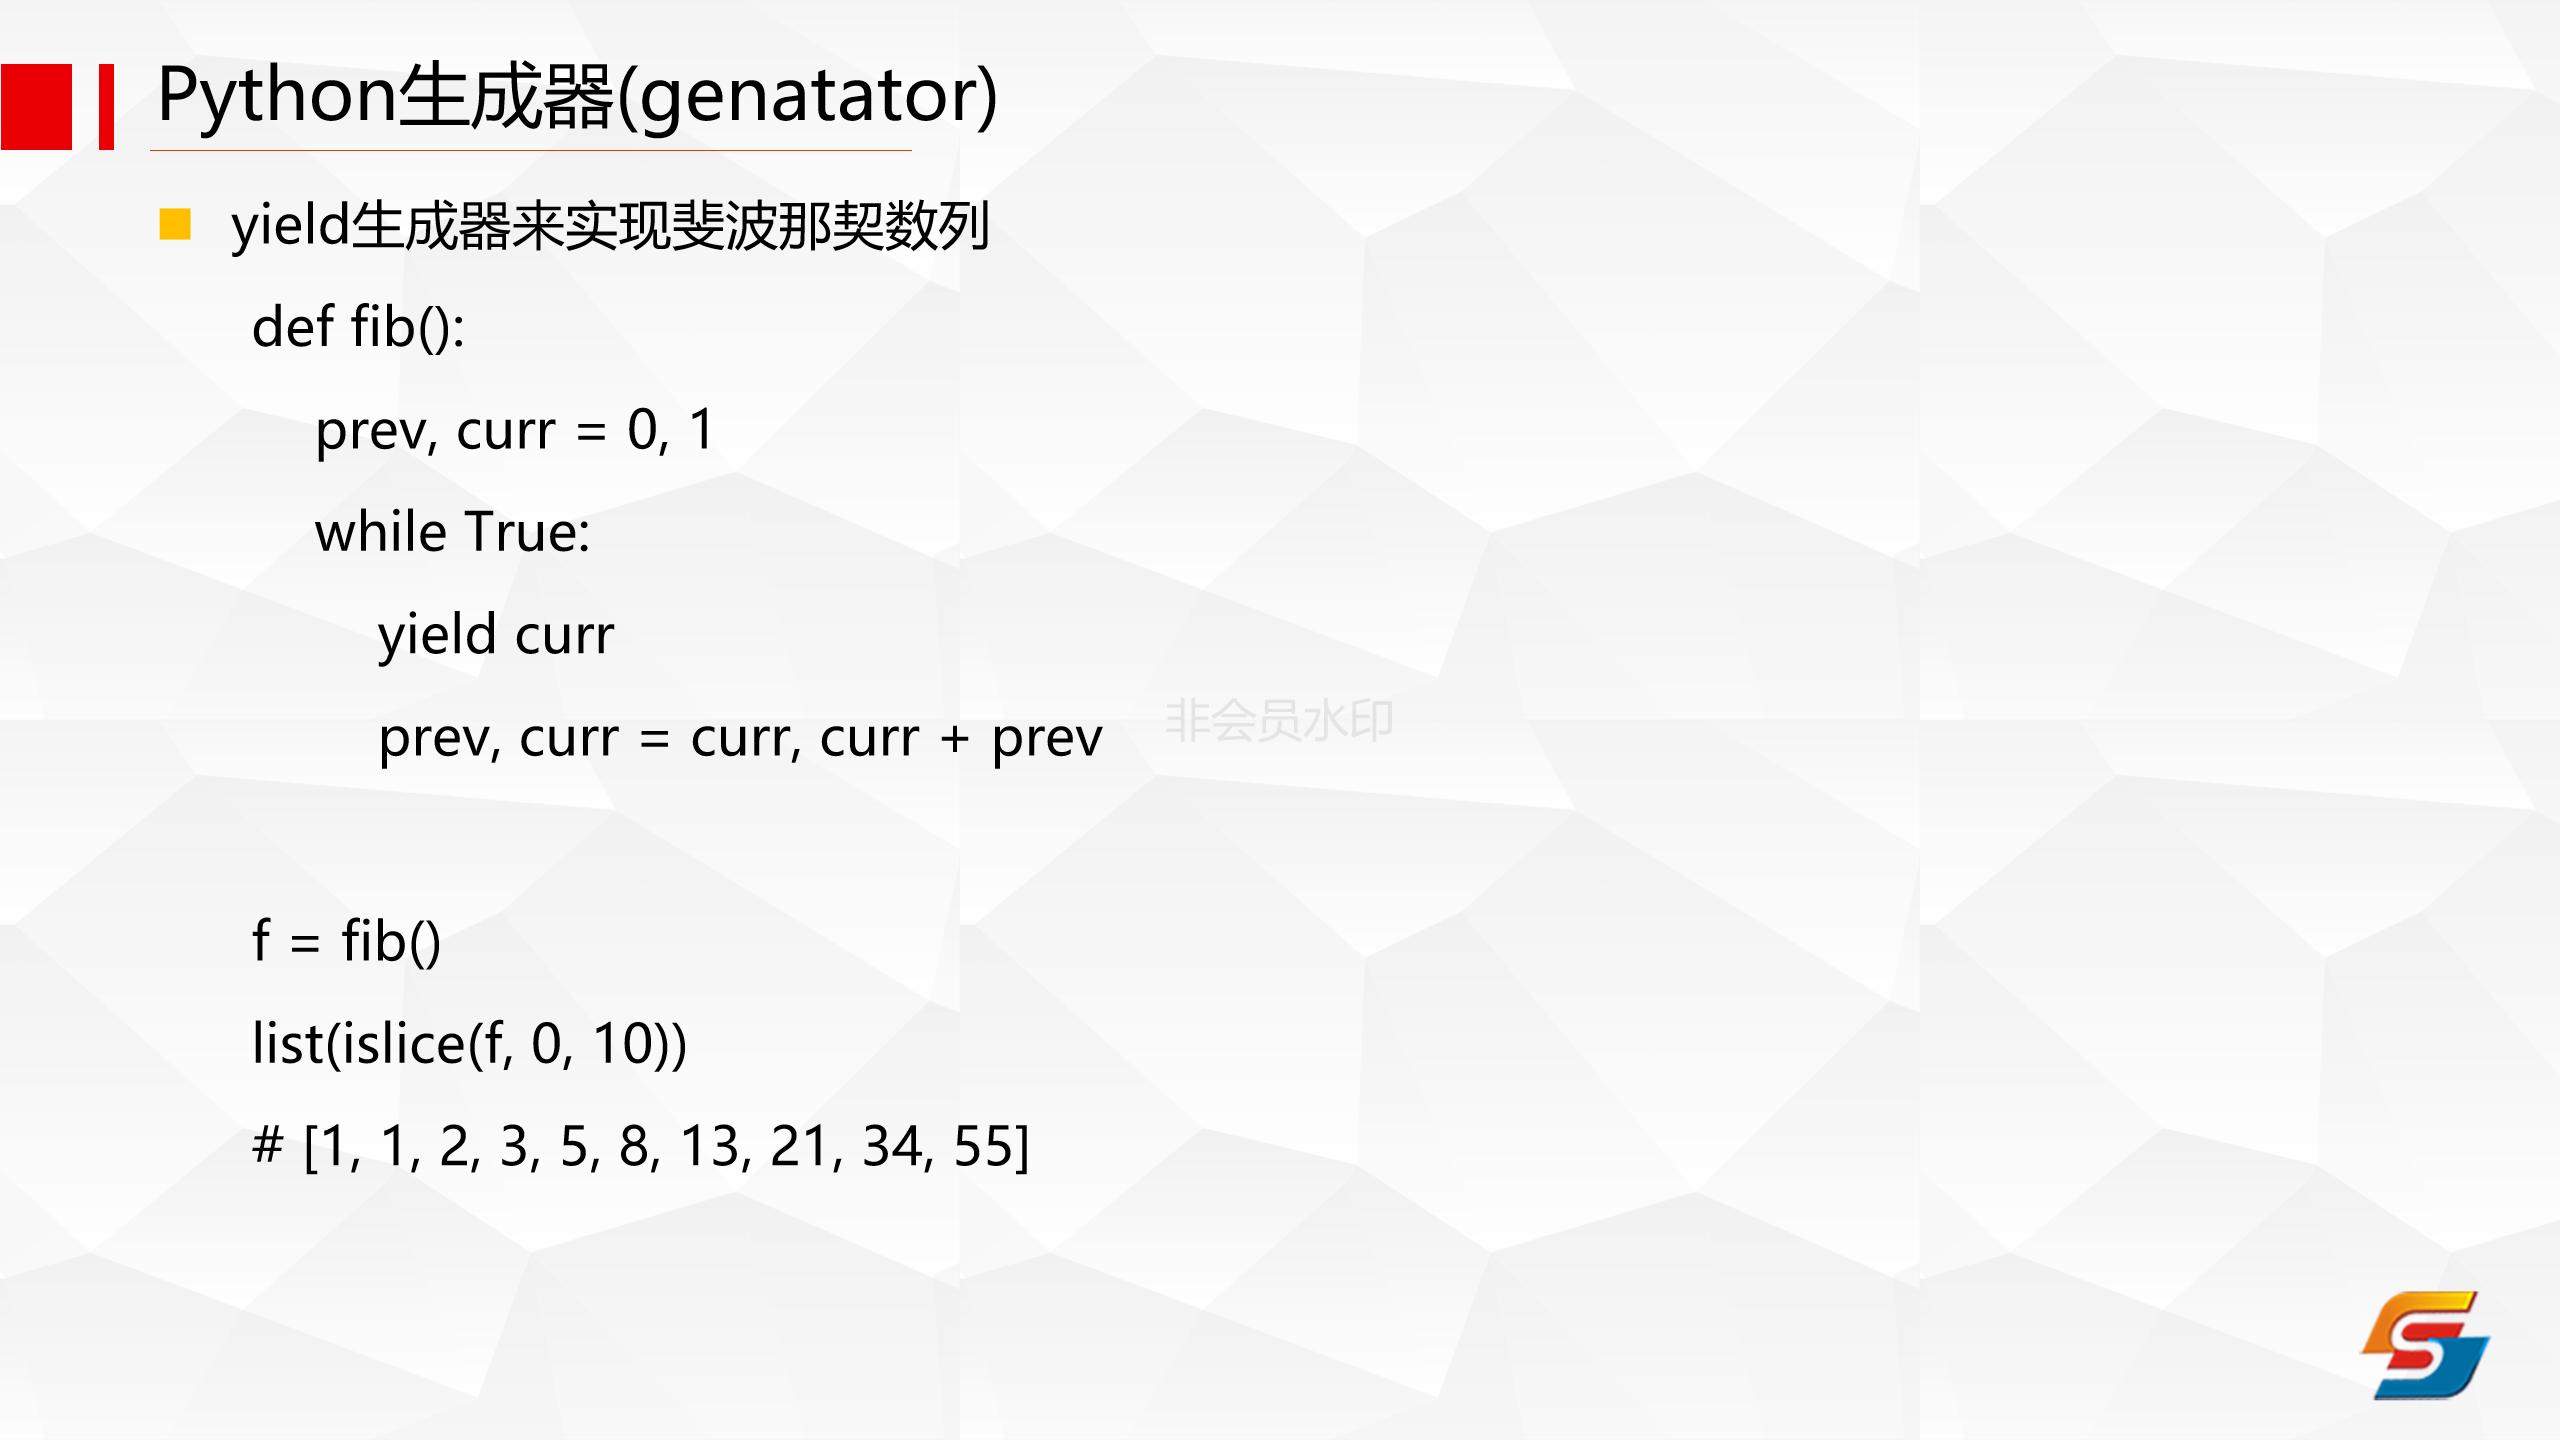 Python生成器(genatator)
yield生成器来实现斐波那契数列
def fib():
prev, curr = 0, 1
while True:
yield curr
prev, curr = curr, curr + prev
非会员水印
f = fib()
list(islice(f, 0, 10))
# [1, 1, 2, 3, 5, 8, 13, 21, 34, 55]